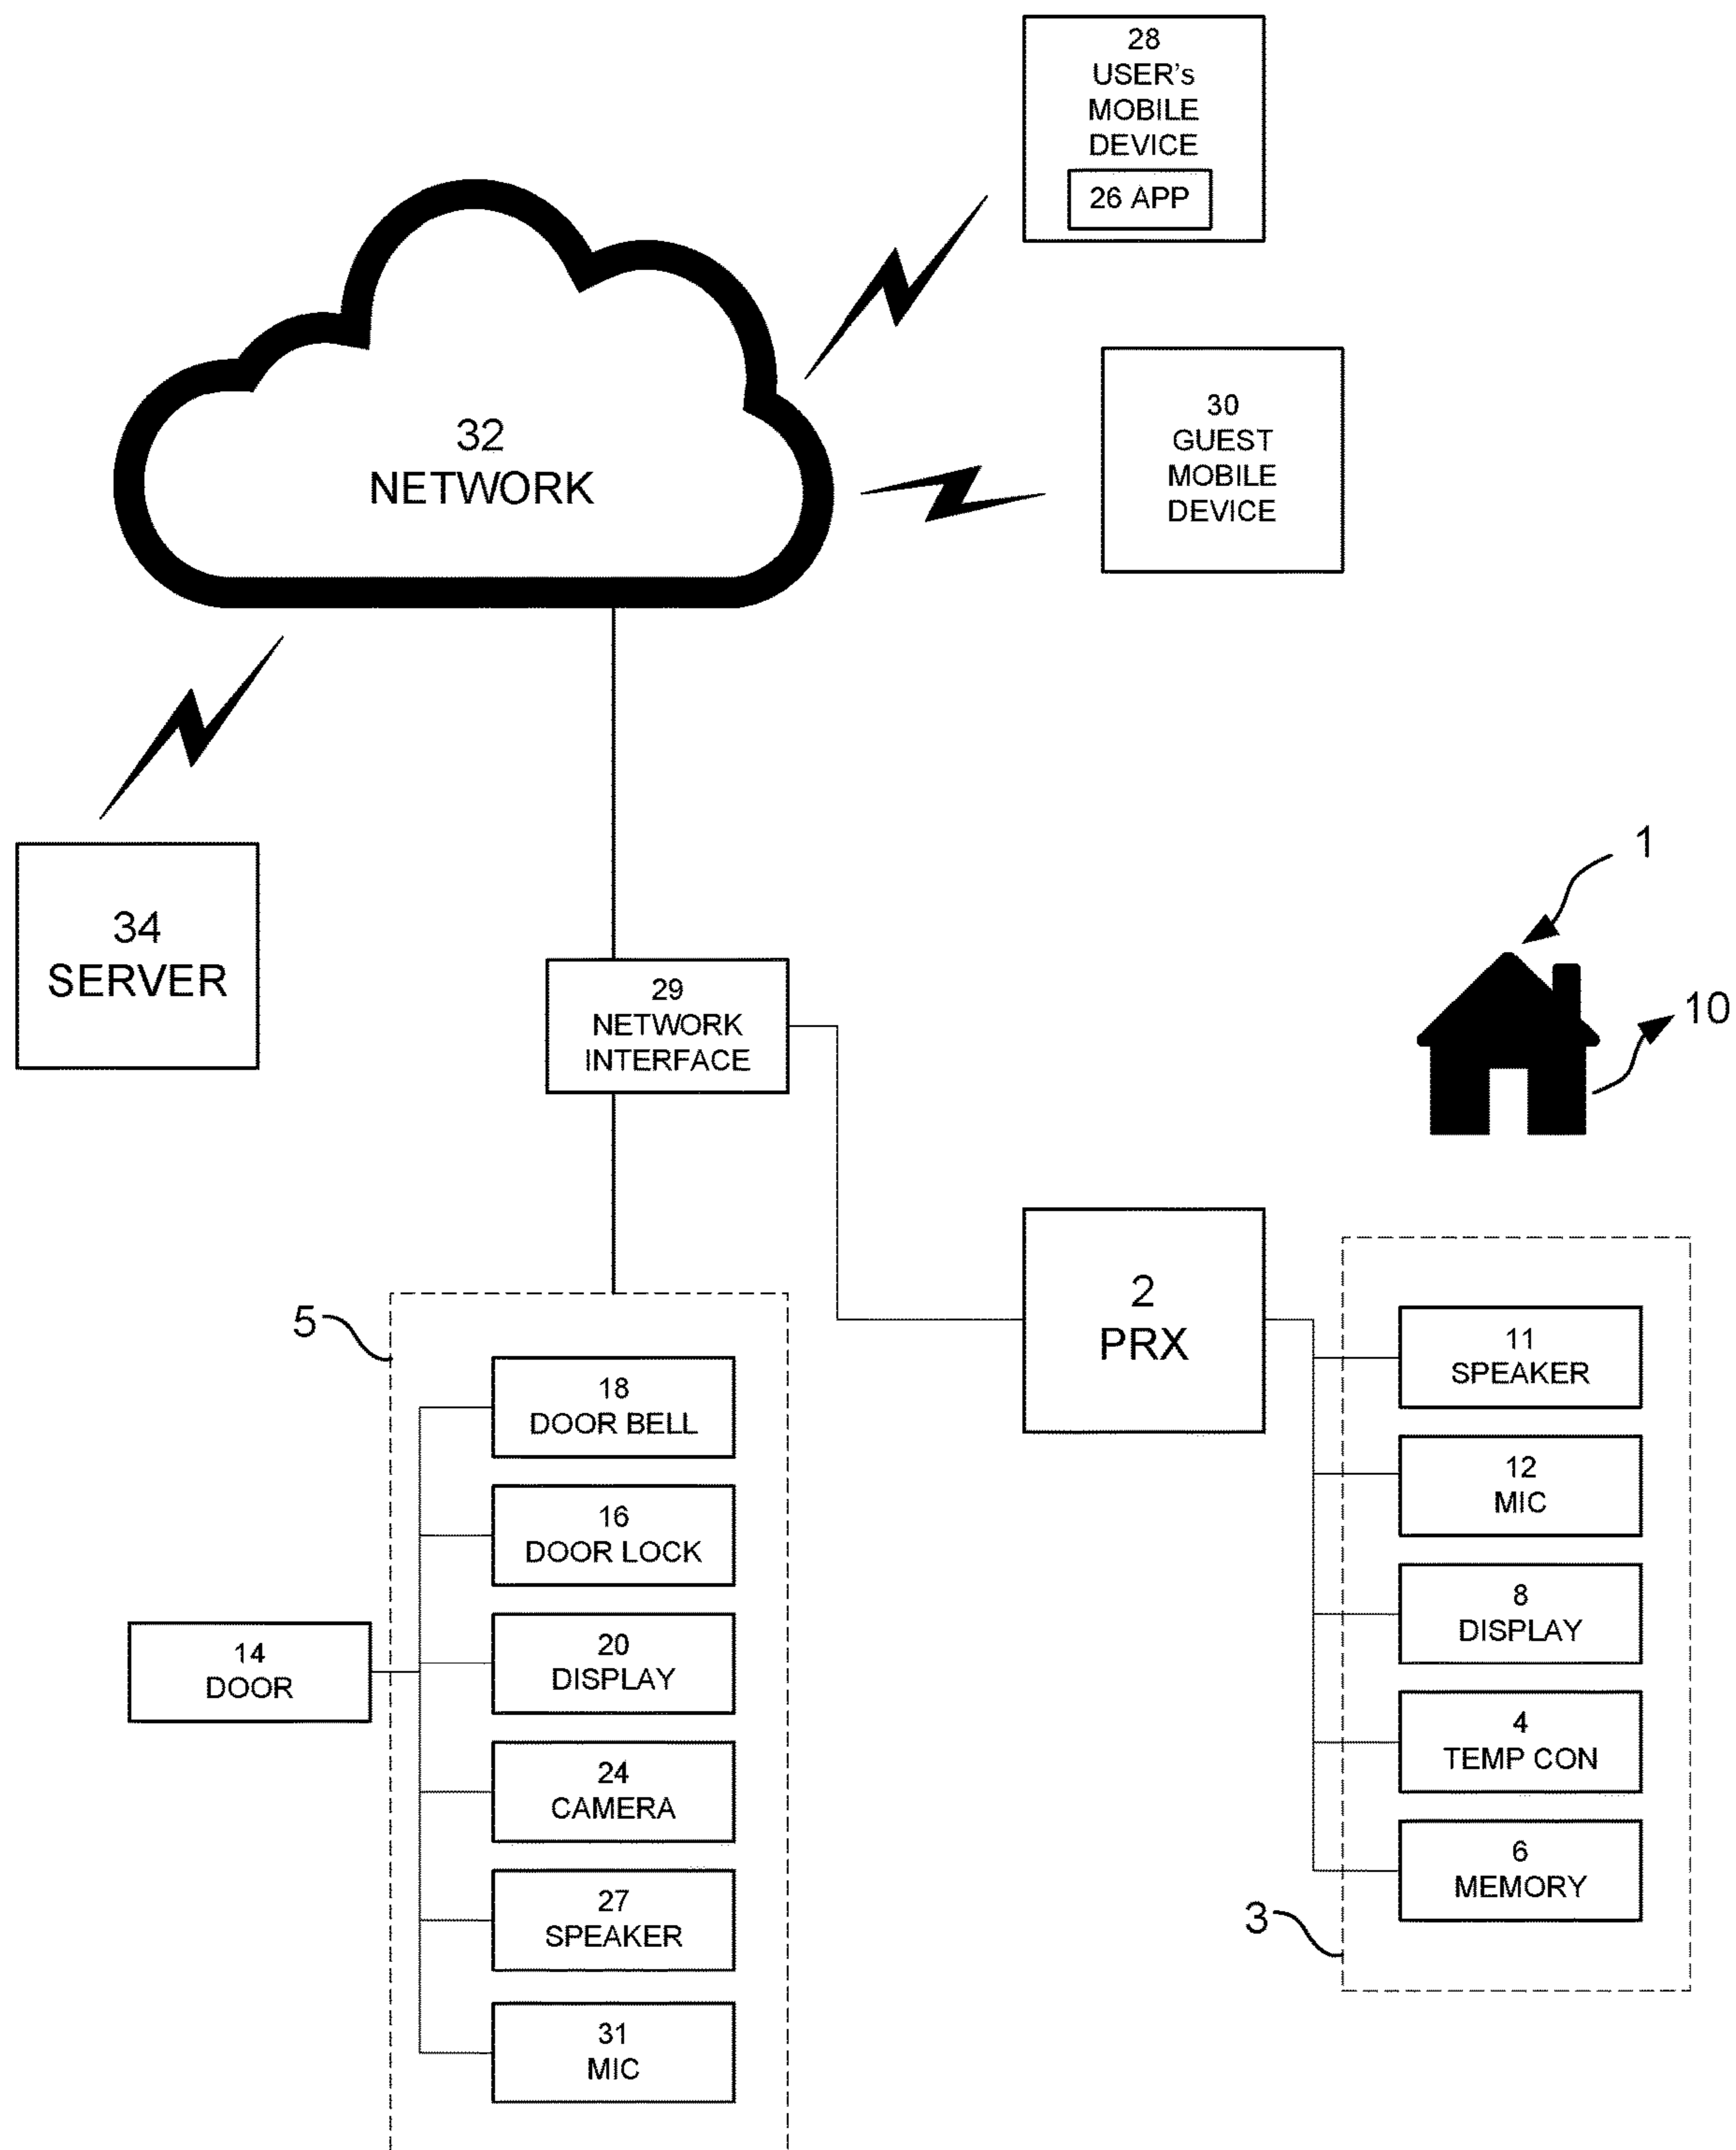 28
USER's
MOBILE
DEVICE
26 APP
30
GUEST
MOBILE
DEVICE
32
NETWORK
34
SERVER
1
10
29
NETWORK
INTERFACE
2
PRX
5
18
DOOR BELL
16
DOOR LOCK
20
DISPLAY
24
CAMERA
27
SPEAKER
31
MIC
14
DOOR
11
SPEAKER
12
MIC
8
DISPLAY
4
TEMP CON
6
MEMORY
3